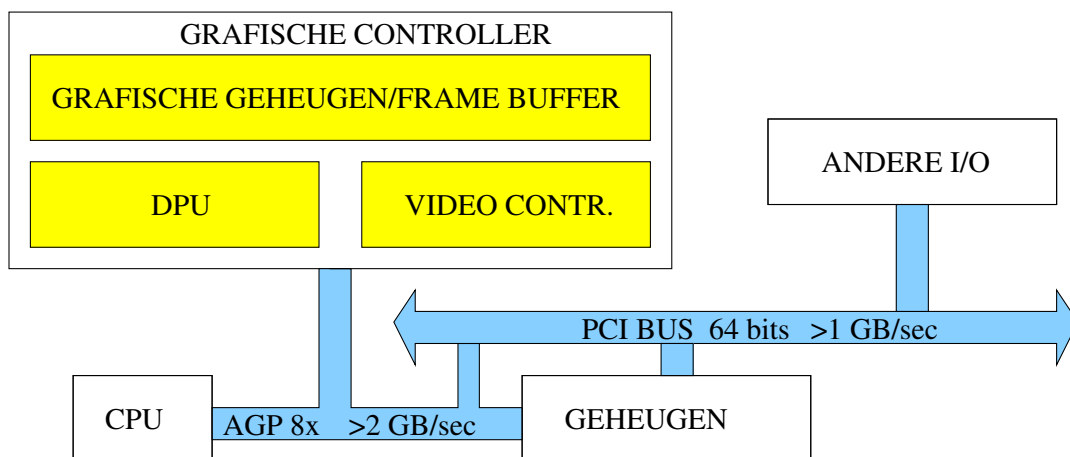 GRAFISCHE CONTROLLER
GRAFISCHE GEHEUGEN/FRAME BUFFER
DPU
VIDEO CONTR.
ANDERE I/O
PCI BUS 64 bits >1 GB/sec
CPU
AGP 8x >2 GB/sec
GEHEUGEN